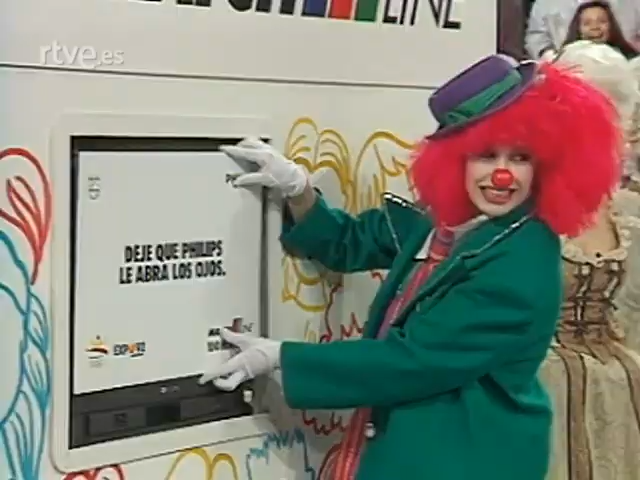 LINE
rtve.es
DEJE QUE PHILIPS
LE ABRA LOS OJOS.
EXPO'92